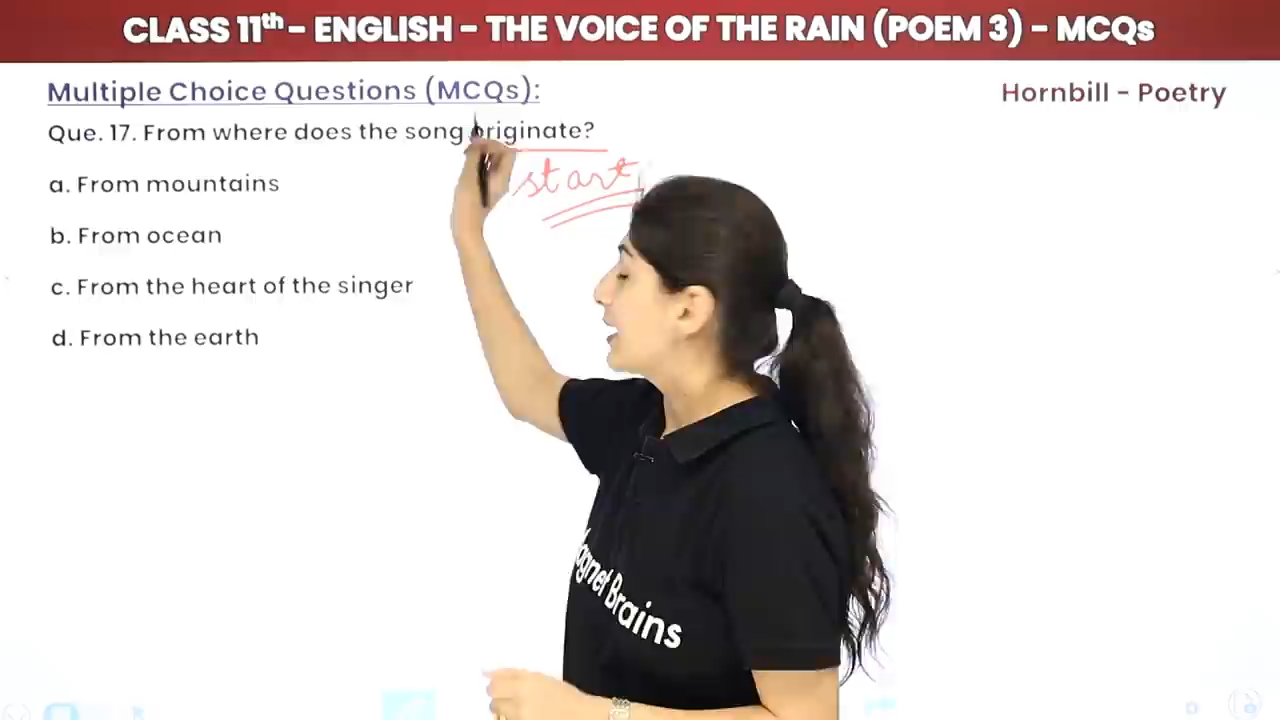 CLASS 11th - ENGLISH - THE VOICE OF THE RAIN (POEM 3) - MCQs
Multiple Choice Questions (MCQs):
Hornbill - Poetry
Que. 17. From where does the song originate?
start
a. From mountains
b. From ocean
c. From the heart of the singer
d. From the earth
Magnet Brains